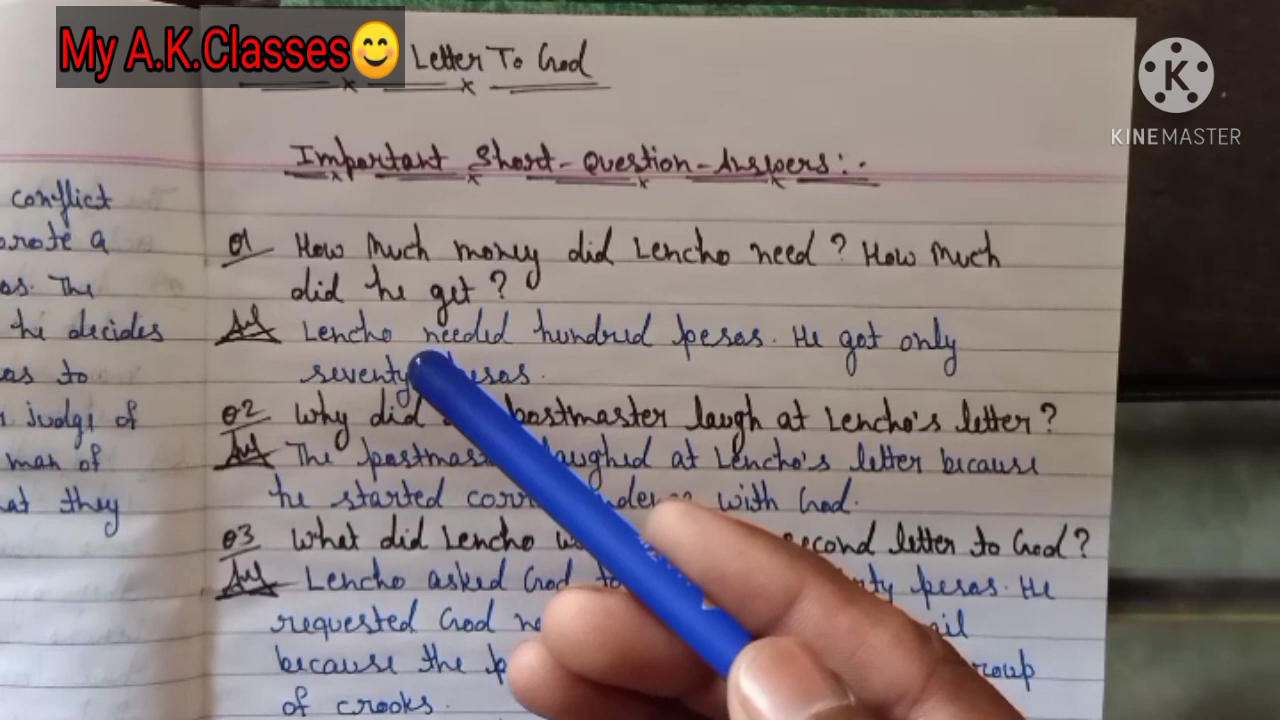 My A.K.Classes😊
Letter To God
K
KINEMASTER
Important Short-Question-Answers:-
conflict
wrote a
The
he decides
as to
judge of
man of
at they
Q1 How Much money did Lencho need? How Much
did he get?
Ans Lencho needed hundred pesos. He got only
seventy pesos.
Q2 Why did postmaster laugh at Lencho's letter?
Ans The laughed at Lencho's letter because
he started with God.
Q3 What did Lencho second letter to God?
Ans Lencho asked God pesos. He
requested God
because the
of crooks.